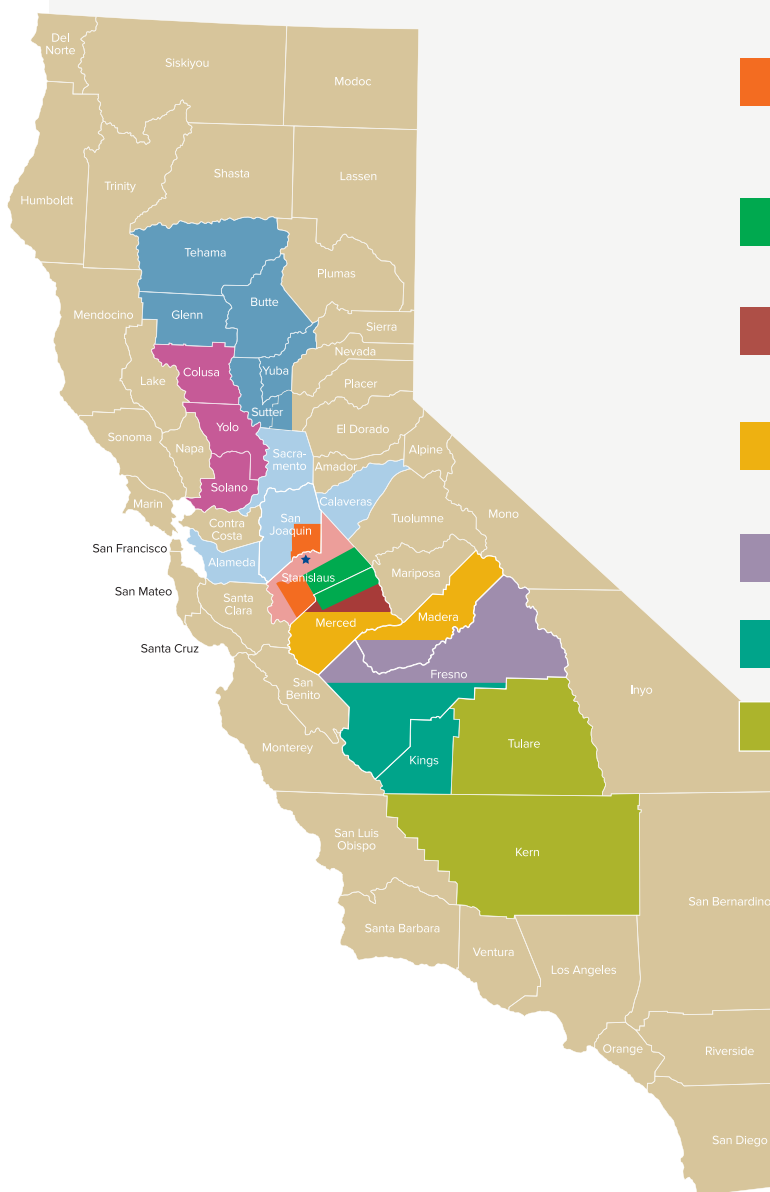 Del
Norte
Siskiyou
Modoc
Humboldt
Trinity
Shasta
Lassen
Tehama
Plumas
Mendocino
Glenn
Butte
Sierra
Nevada
Lake
Colusa
Yuba
Placer
Sutter
El Dorado
Sonoma
Napa
Yolo
Sacra-
mento
Alpine
Amador
Solano
Marin
Calaveras
Contra
Costa
San
Joaquin
Tuolumne
Mono
San Francisco
Alameda
Stanislaus
Mariposa
San Mateo
Santa
Clara
Merced
Madera
Santa Cruz
San
Benito
Fresno
Inyo
Monterey
Kings
Tulare
San Luis
Obispo
Kern
San Bernardino
Santa Barbara
Ventura
Los Angeles
Orange
Riverside
San Diego